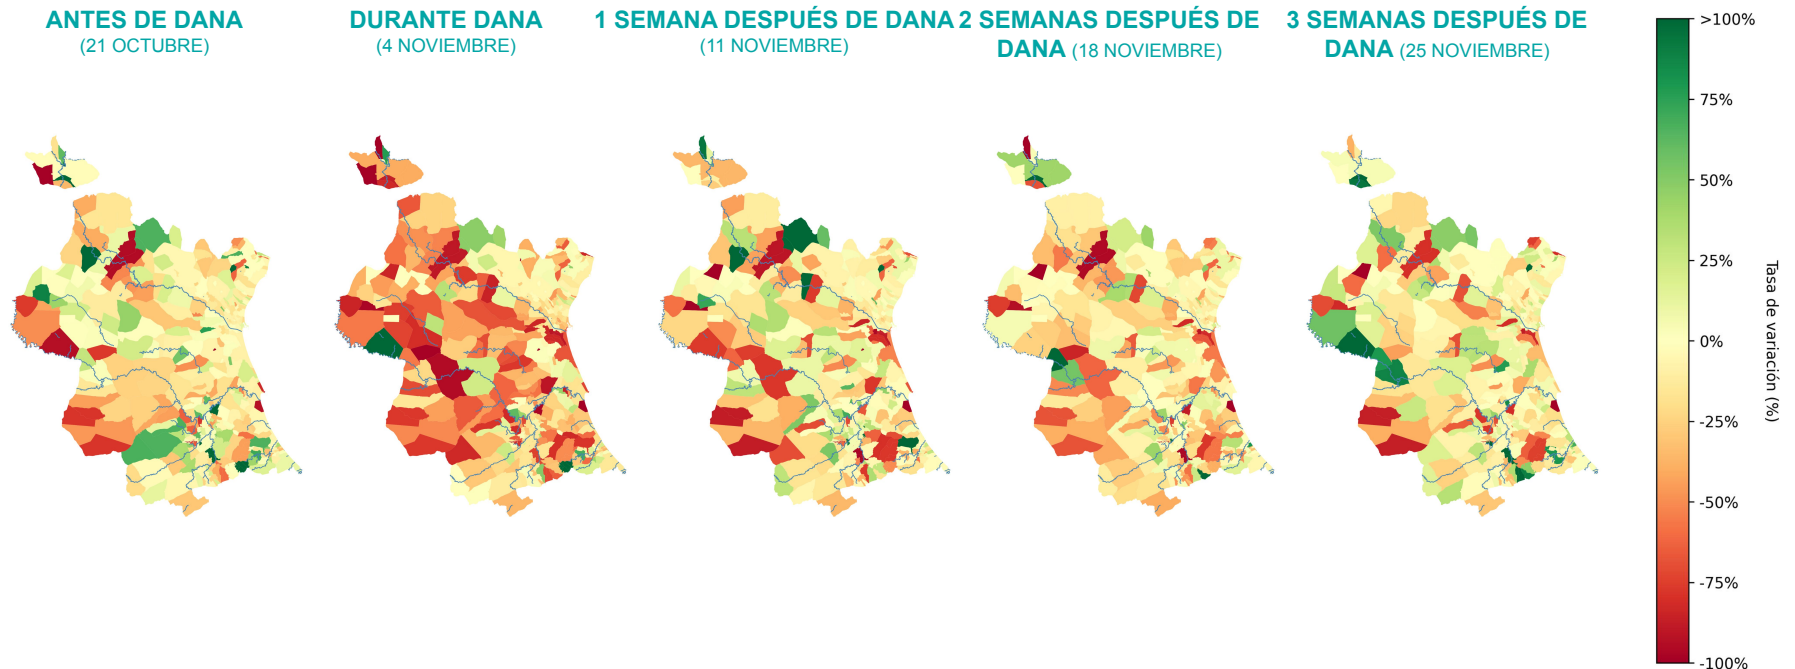 ANTES DE DANA
(21 OCTUBRE)
DURANTE DANA
(4 NOVIEMBRE)
1 SEMANA DESPUÉS DE DANA
(11 NOVIEMBRE)
2 SEMANAS DESPUÉS DE
DANA (18 NOVIEMBRE)
3 SEMANAS DESPUÉS DE
DANA (25 NOVIEMBRE)
>100%
75%
50%
25%
0%
-25%
-50%
-75%
-100%
Tasa de variación (%)